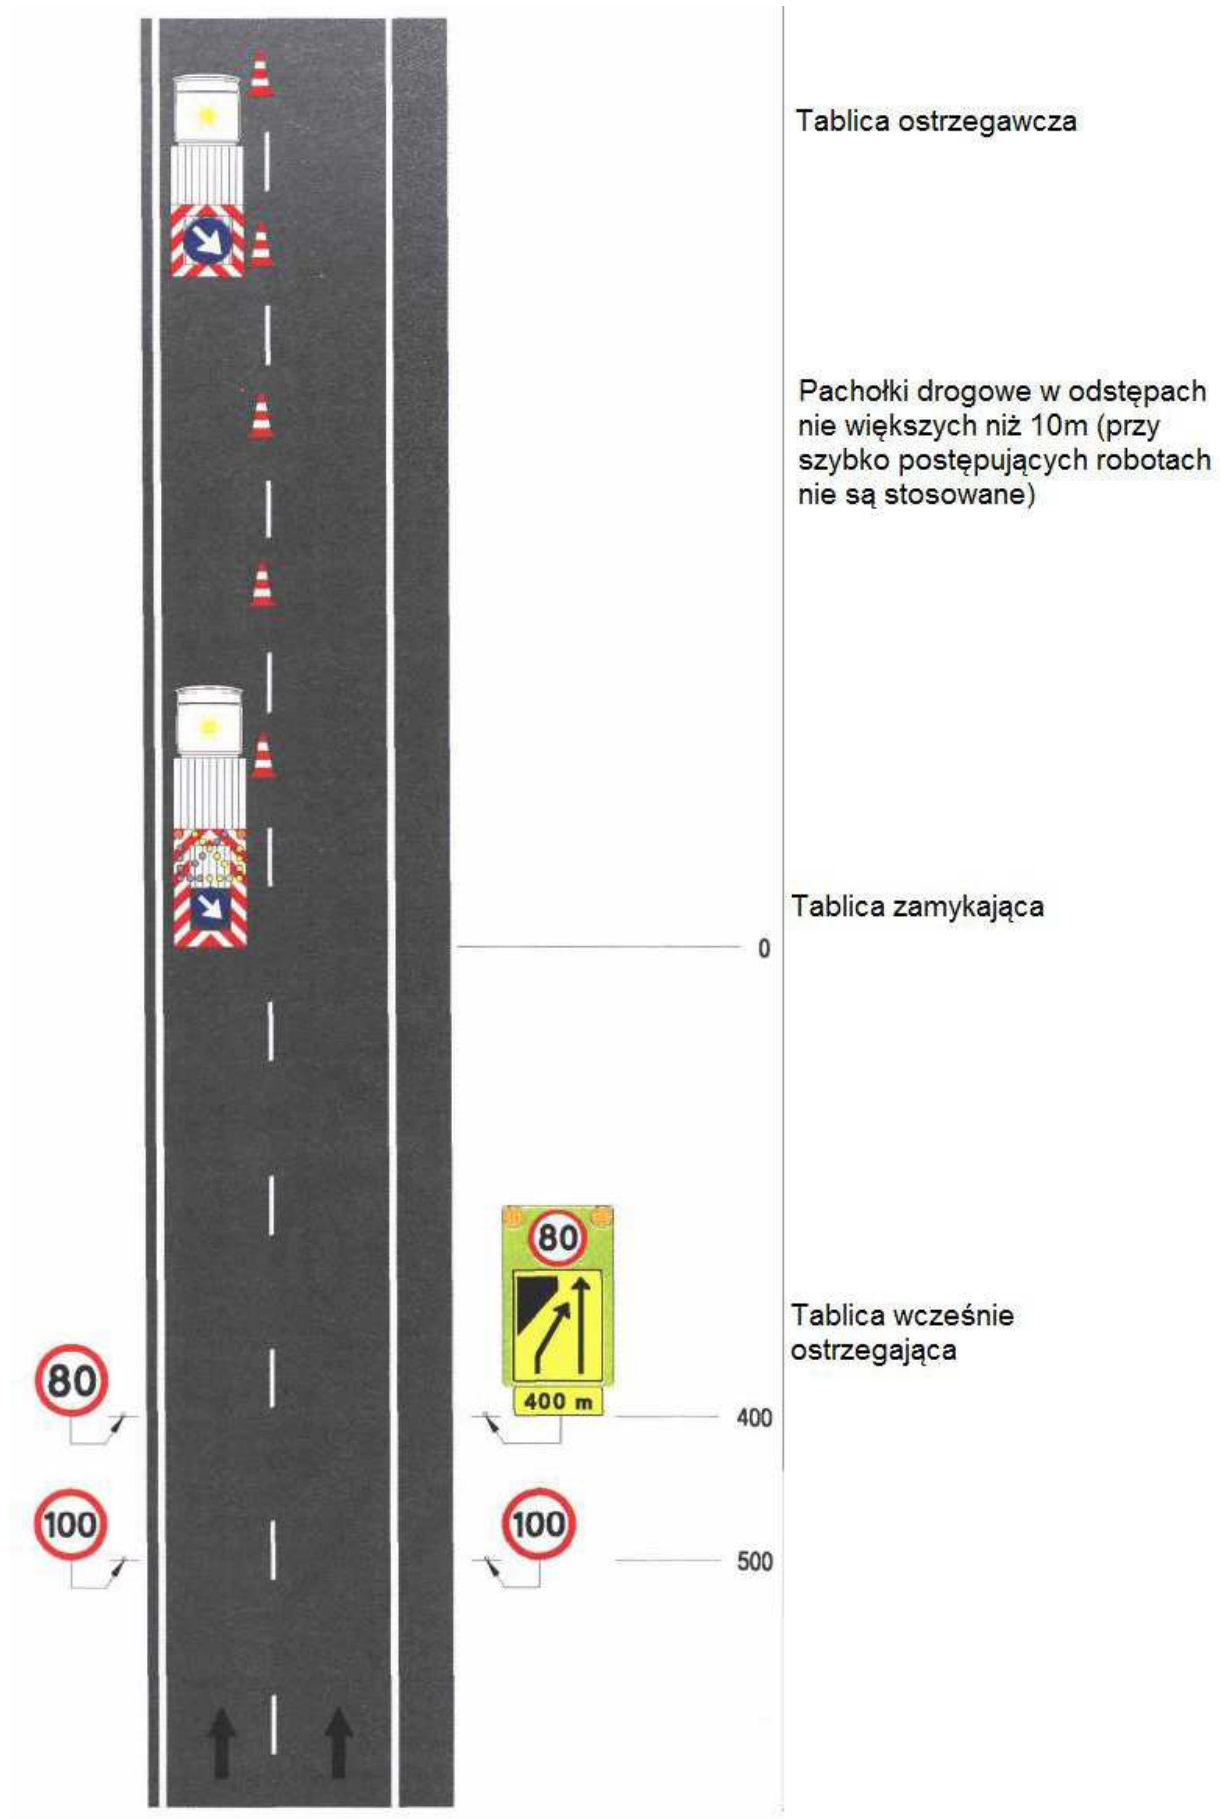 Tablica ostrzegawcza
Pachołki drogowe w odstępach
nie większych niż 10m (przy
szybko postępujących robotach
nie są stosowane)
Tablica zamykająca
0
80
Tablica wcześnie
ostrzegająca
80
400 m
400
100
100
500